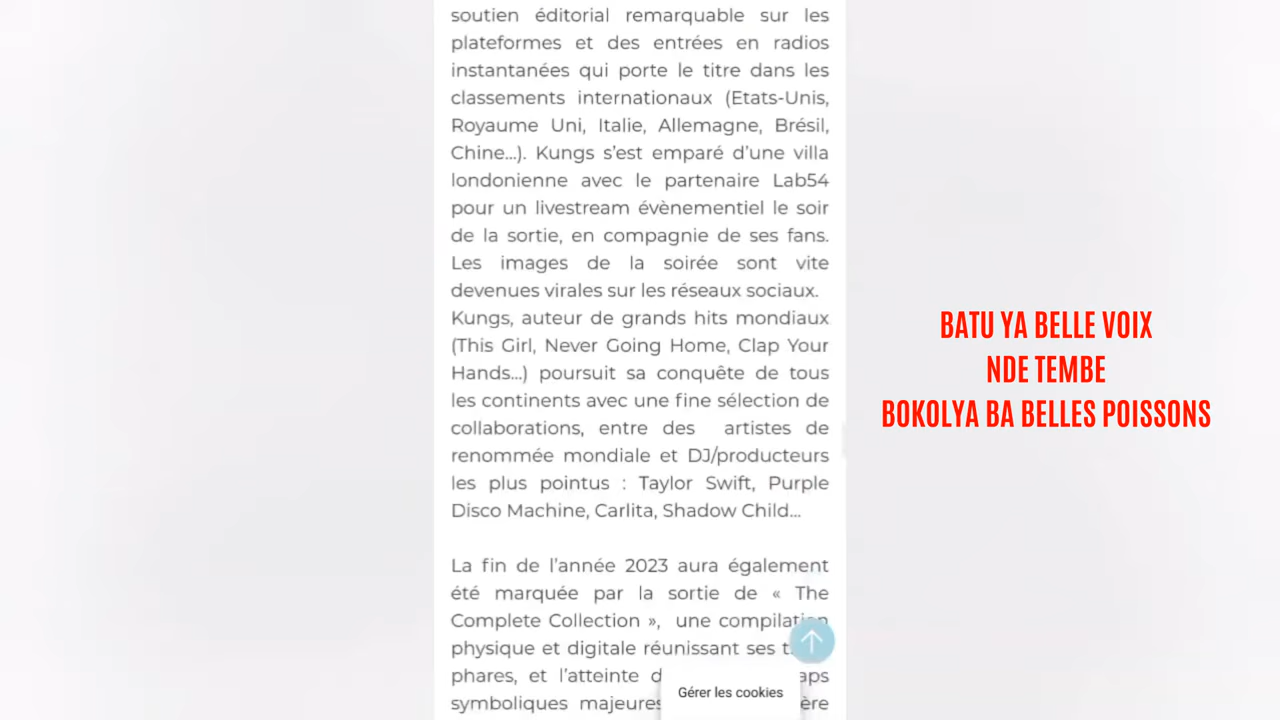 soutien éditorial remarquable sur les
plateformes et des entrées en radios
instantanées qui porte le titre dans les
classements internationaux (Etats-Unis,
Royaume Uni, Italie, Allemagne, Brésil,
Chine...). Kungs s'est emparé d'une villa
londonienne avec le partenaire Lab54
pour un livestream évènementiel le soir
de la sortie, en compagnie de ses fans.
Les images de la soirée sont vite
devenues virales sur les réseaux sociaux.
Kungs, auteur de grands hits mondiaux
(This Girl, Never Going Home, Clap Your
Hands...) poursuit sa conquête de tous
les continents avec une fine sélection de
collaborations, entre des artistes de
renommée mondiale et DJ/producteurs
les plus pointus : Taylor Swift, Purple
Disco Machine, Carlita, Shadow Child...
La fin de l'année 2023 aura également
été marquée par la sortie de « The
Complete Collection », une compilation
physique et digitale réunissant ses
phares, et l'atteinte
symboliques majeures
Gérer les cookies
BATU YA BELLE VOIX
NDE TEMBE
BOKOLYA BA BELLES POISSONS